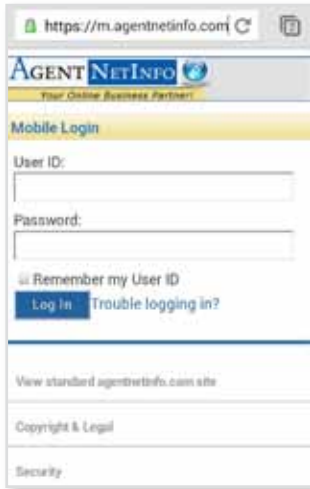 https://m.agentnetinfo.com
AGENT NETINFO
Your Online Business Partner!
Mobile Login
User ID:
Password:
Remember my User ID
Log In Trouble logging in?
View standard agentnetinfo.com site
Copyright & Legal
Security